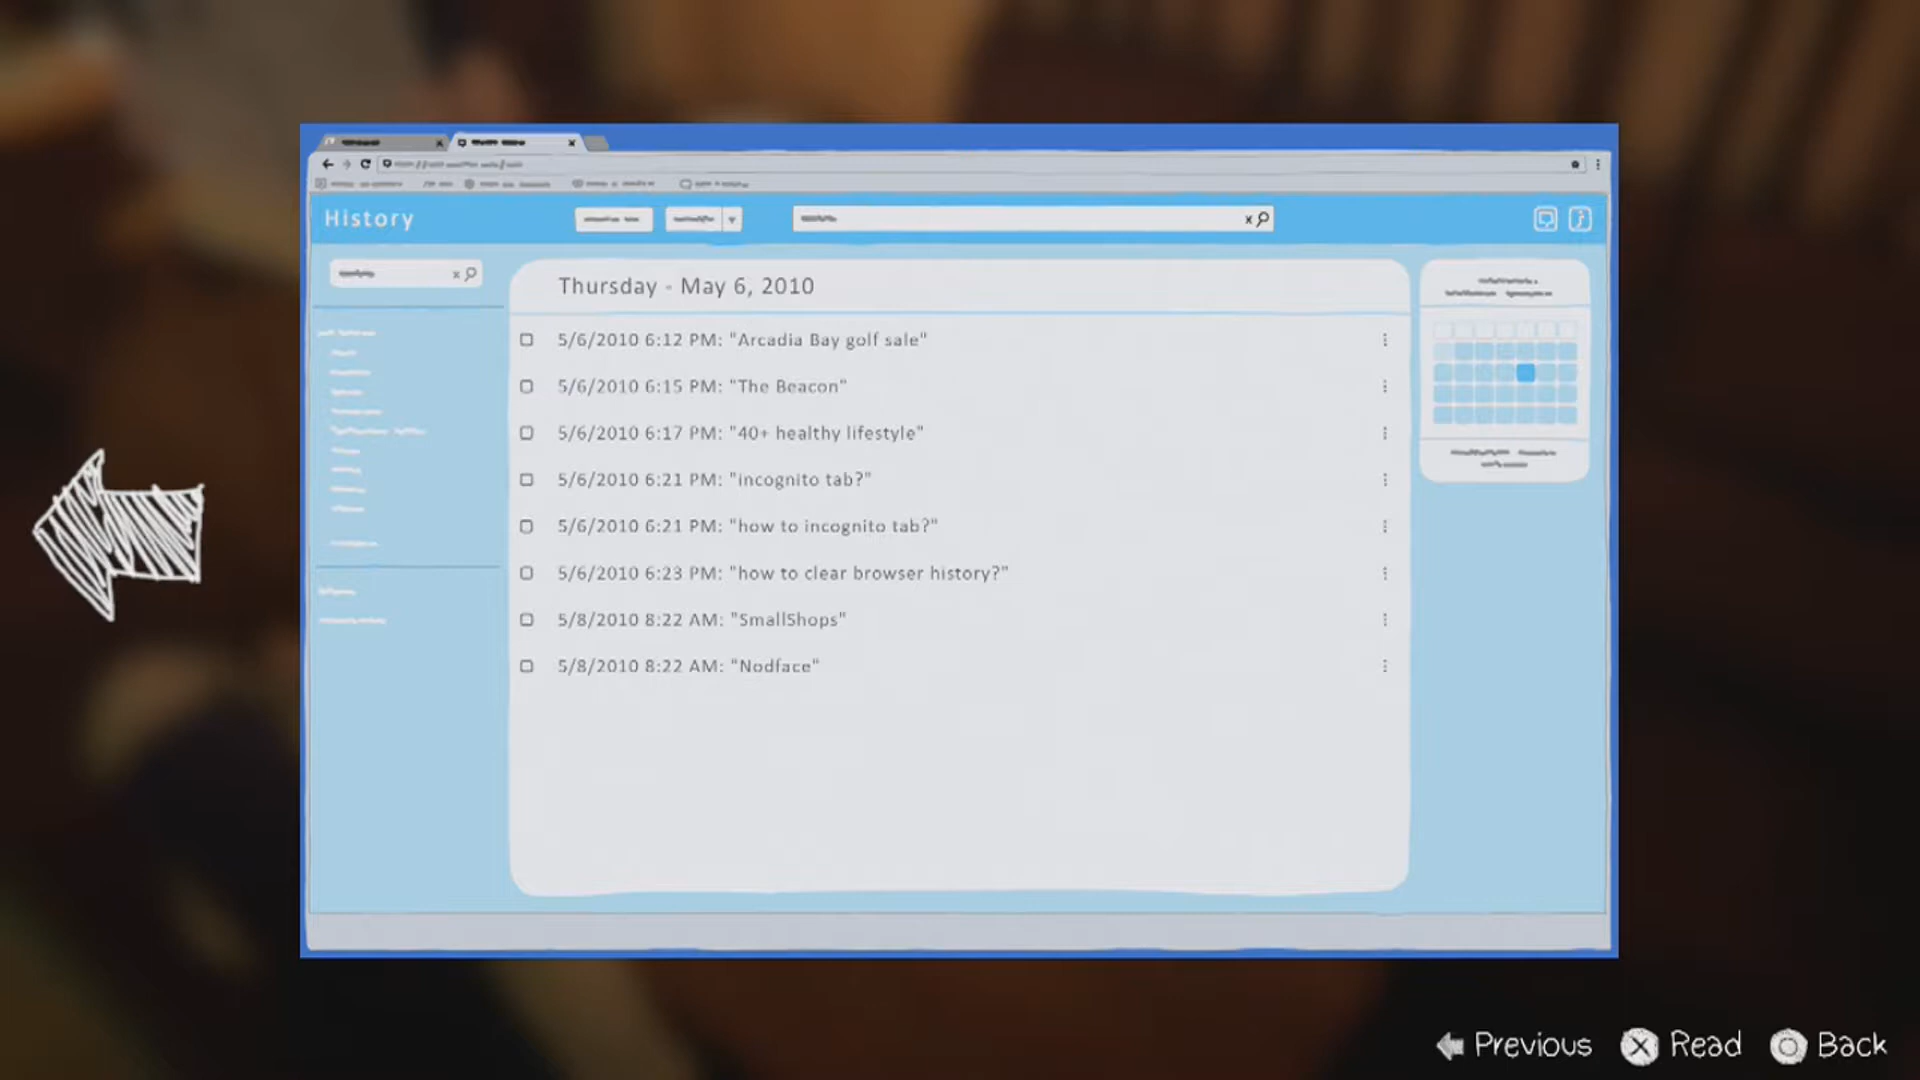 History
Thursday - May 6, 2010
5/6/2010 6:12 PM: "Arcadia Bay golf sale"
5/6/2010 6:15 PM: "The Beacon"
5/6/2010 6:17 PM: "40+ healthy lifestyle"
5/6/2010 6:21 PM: "incognito tab?"
5/6/2010 6:21 PM: "how to incognito tab?"
5/6/2010 6:23 PM: "how to clear browser history?"
5/8/2010 8:22 AM: "SmallShops"
5/8/2010 8:22 AM: "Nodface"
Previous Read Back